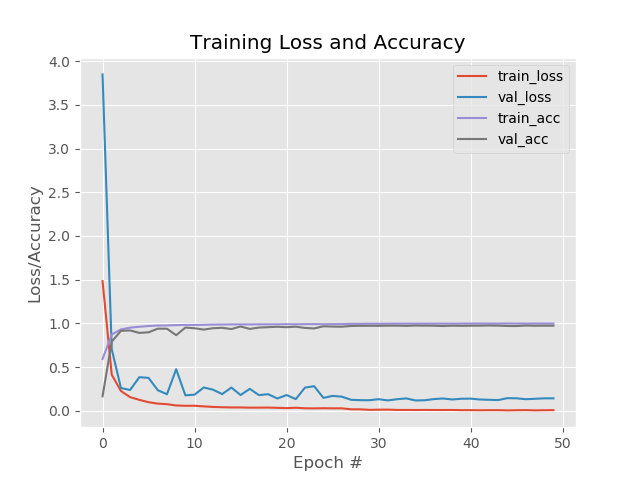 Training Loss and Accuracy
train_loss
val_loss
train_acc
val_acc
Loss/Accuracy
4.0
3.5
3.0
2.5
2.0
1.5
1.0
0.5
0.0
0 10 20 30 40 50
Epoch #